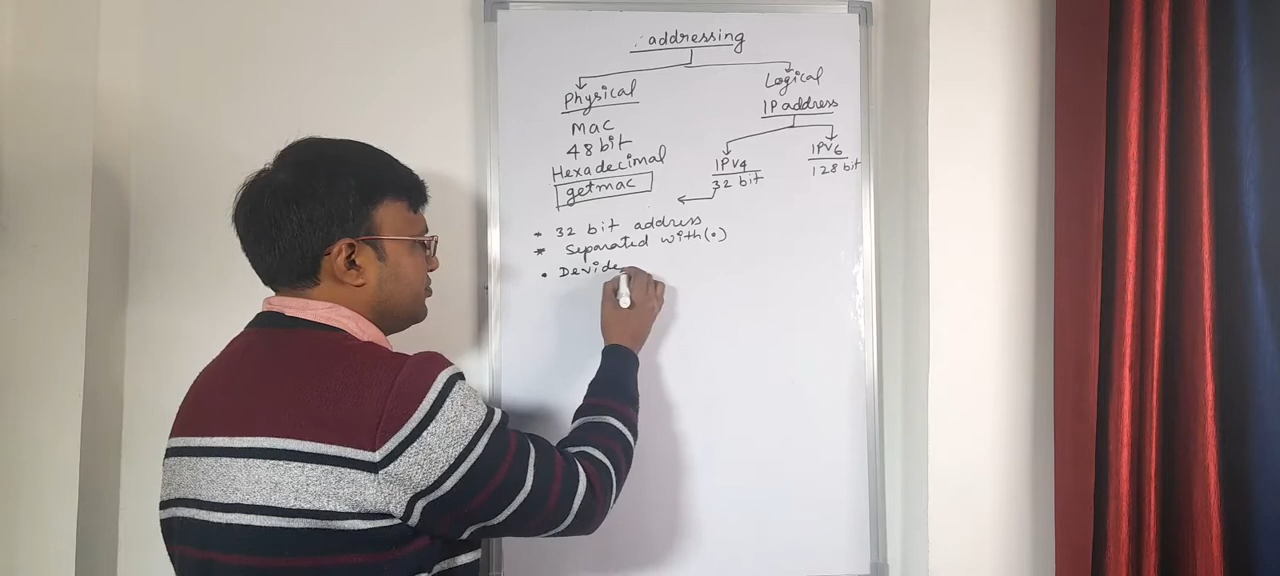 addressing
Physical
Logical
MAC
IP address
48 bit
Hexadecimal
getmac
IPV4
IPV6
32 bit
128 bit
* 32 bit address
* Separated with(.)
• Devide